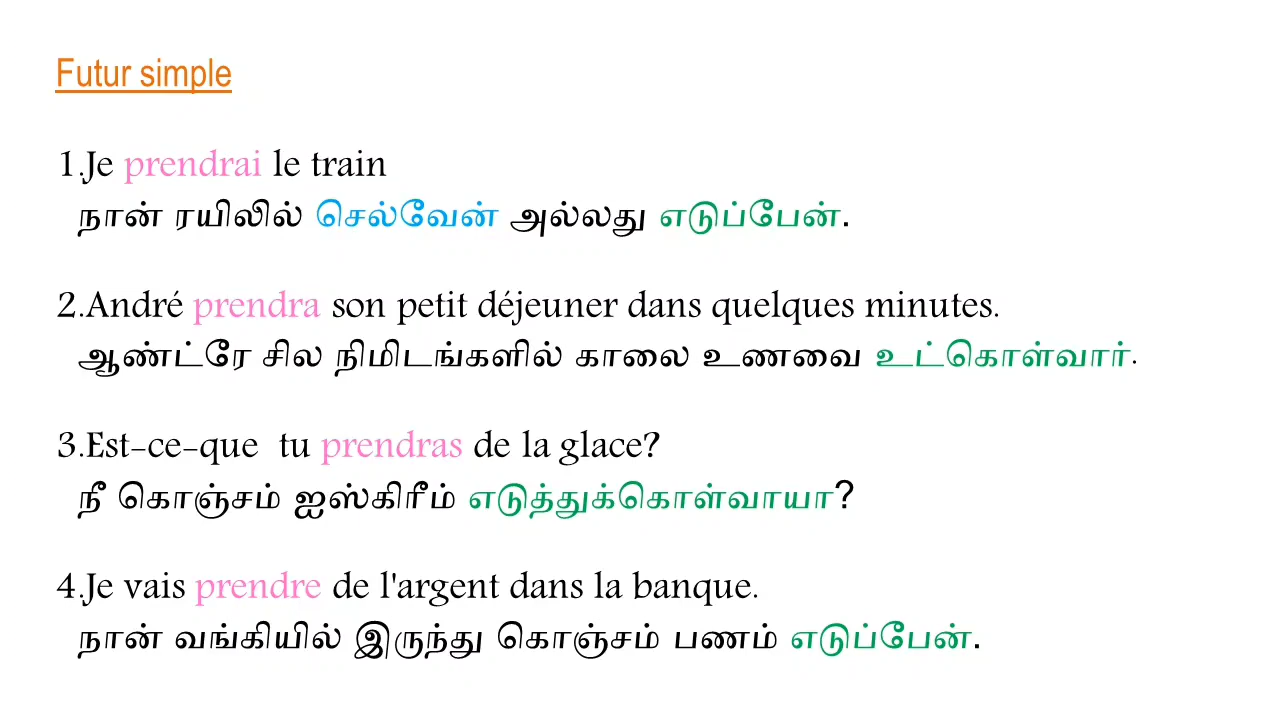 Futur simple
1.Je prendrai le train
நான் ரயிலில் செல்வேன் அல்லது எடுப்பேன்.
2.André prendra son petit déjeuner dans quelques minutes.
ஆண்ட்ரே சில நிமிடங்களில் காலை உணவை உட்கொள்வார்.
3.Est-ce-que tu prendras de la glace?
நீ கொஞ்சம் ஐஸ்கிரீம் எடுத்துக்கொள்வாயா?
4.Je vais prendre de l'argent dans la banque.
நான் வங்கியில் இருந்து கொஞ்சம் பணம் எடுப்பேன்.